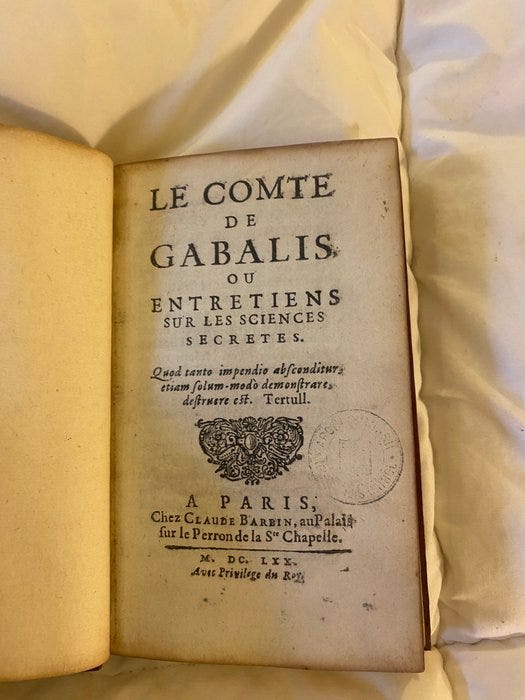 LE COMTE
DE
GABALIS,
OU
ENTRETIENS
SUR LES SCIENCES
SECRETES.
Quod tanto impendio abſconditur,
etiam ſolum-modò demonſtrare,
deſtruere eſt. Tertull.
A PARIS,
Chez CLAUDE BARBIN, au Palais
ſur le Perron de la Ste Chapelle.
M. DC. LXX.
Avec Privilege du Roy.